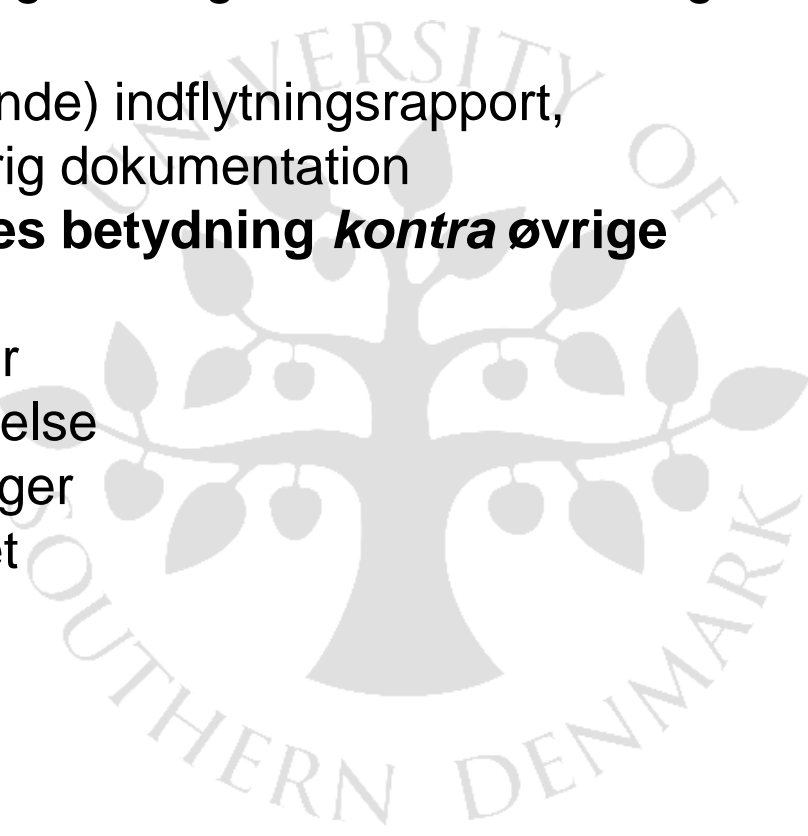 nde) indflytningsrapport,
rig dokumentation
es betydning kontra øvrige
r
else
ger
et
UNIVERSITY OF
SOUTHERN DENMARK